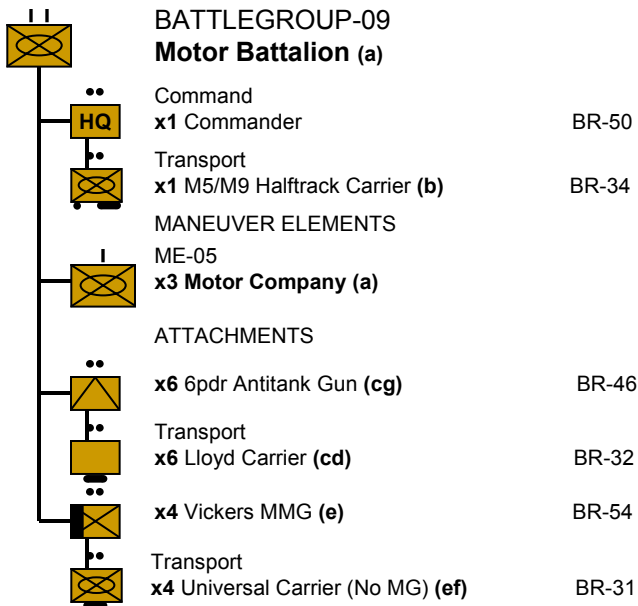 BATTLEGROUP-09
Motor Battalion (a)
Command
HQ x1 Commander BR-50
Transport
x1 M5/M9 Halftrack Carrier (b) BR-34
MANEUVER ELEMENTS
ME-05
x3 Motor Company (a)
ATTACHMENTS
x6 6pdr Antitank Gun (cg) BR-46
Transport
x6 Lloyd Carrier (cd) BR-32
x4 Vickers MMG (e) BR-54
Transport
x4 Universal Carrier (No MG) (ef) BR-31